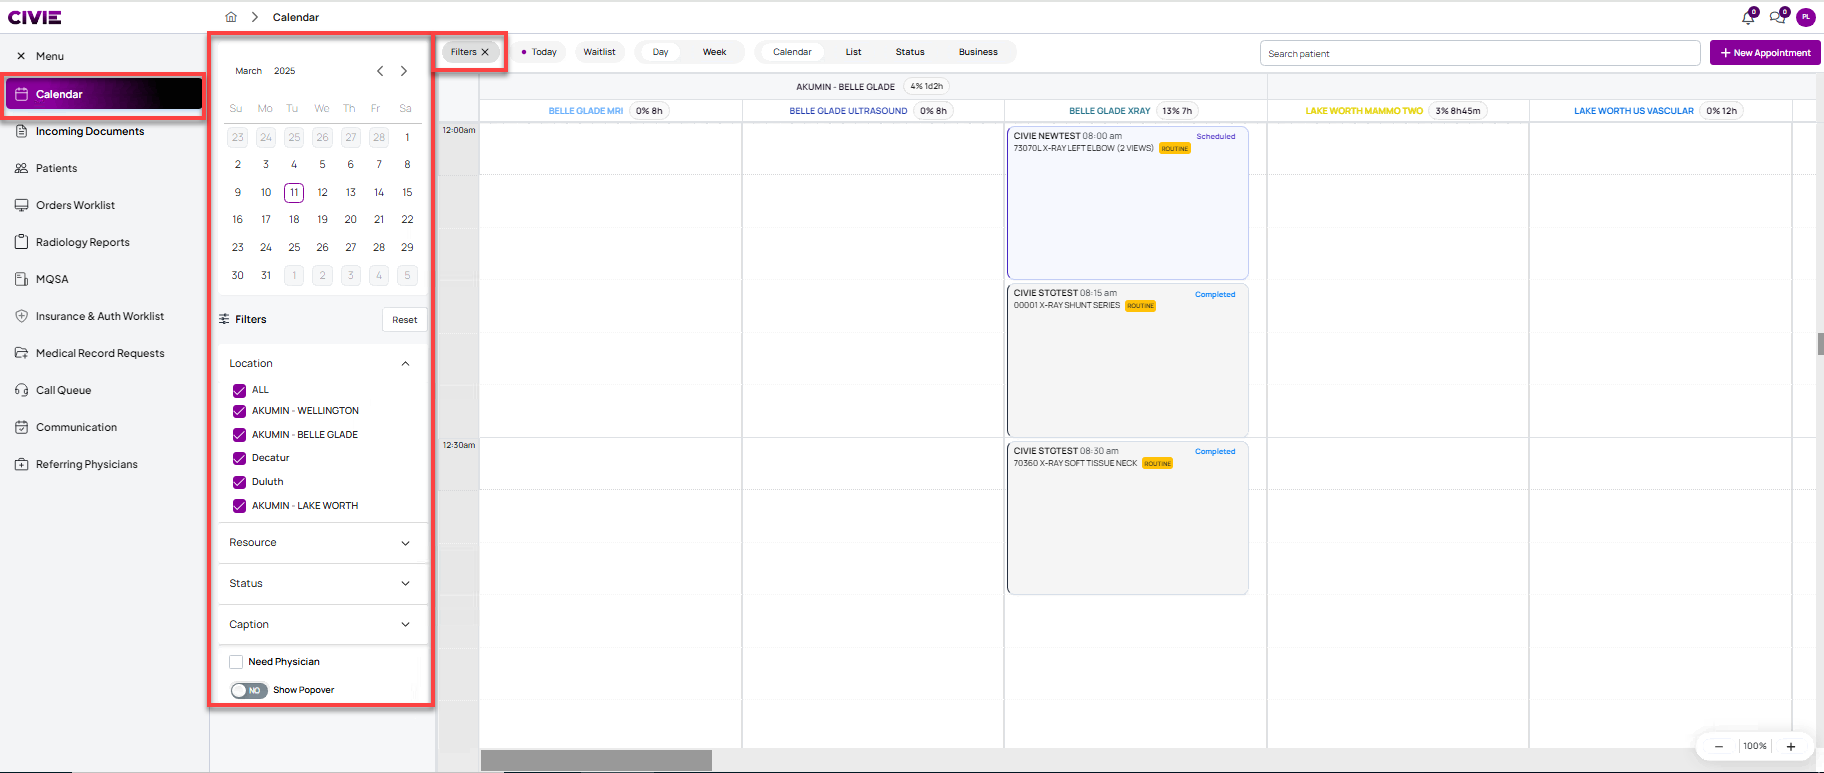 CIVIE
Calendar
0
0
PL
Menu
Calendar
Incoming Documents
Patients
Orders Worklist
Radiology Reports
MQSA
Insurance & Auth Worklist
Medical Record Requests
Call Queue
Communication
Referring Physicians
March 2025
Su Mo Tu We Th Fr Sa
23 24 25 26 27 28 1
2 3 4 5 6 7 8
9 10 11 12 13 14 15
16 17 18 19 20 21 22
23 24 25 26 27 28 29
30 31 1 2 3 4 5
Filters
Reset
Location
ALL
AKUMIN - WELLINGTON
AKUMIN - BELLE GLADE
Decatur
Duluth
AKUMIN - LAKE WORTH
Resource
Status
Caption
Need Physician
NO Show Popover
Filters
Today
Waitlist
Day
Week
Calendar
List
Status
Business
Search patient
New Appointment
AKUMIN - BELLE GLADE 4% 1d2h
BELLE GLADE MRI 0% 8h
BELLE GLADE ULTRASOUND 0% 8h
BELLE GLADE XRAY 13% 7h
LAKE WORTH MAMMO TWO 3% 8h45m
LAKE WORTH US VASCULAR 0% 12h
12:00am
CIVIE NEWTEST 08:00 am Scheduled
73070L X-RAY LEFT ELBOW (2 VIEWS) ROUTINE
CIVIE STGTEST 08:15 am Completed
00001 X-RAY SHUNT SERIES ROUTINE
12:30am
CIVIE STGTEST 08:30 am Completed
70360 X-RAY SOFT TISSUE NECK ROUTINE
100%